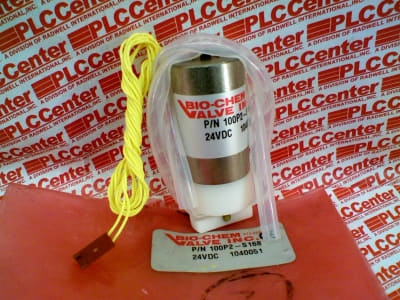 PLCCenter
A DIVISION OF RADWELL INTERNATIONAL, INC.
BIO-CHEM
VALVE INC.
P/N 100P2-
24VDC 1040
BIO-CHEM
VALVE INC.
P/N 100P2-S168
24VDC 1040051